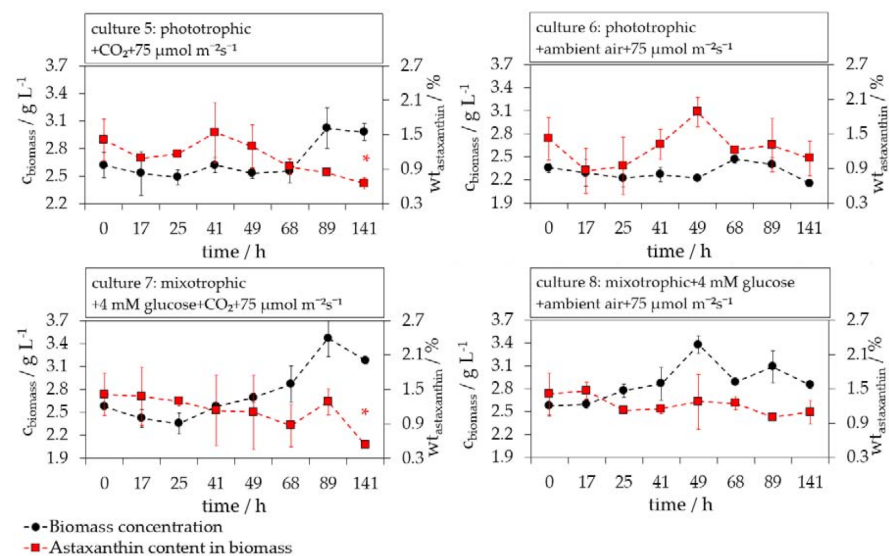 culture 5: phototrophic
+CO₂+75 µmol m⁻²s⁻¹
3.7
3.1
2.8
2.5
2.2
c_biomass / g L⁻¹
2.7
2.1
1.5
0.9
0.3
wt_astaxanthin / %
*
0 17 25 41 49 68 89 141
time / h
culture 6: phototrophic
+ambient air+75 µmol m⁻²s⁻¹
3.7
3.1
2.8
2.5
2.2
1.9
c_biomass / g L⁻¹
2.7
2.1
1.5
0.9
0.3
wt_astaxanthin / %
0 17 25 41 49 68 89 141
time / h
culture 7: mixotrophic
+4 mM glucose+CO₂+75 µmol m⁻²s⁻¹
3.7
3.4
3.1
2.8
2.5
2.2
1.9
c_biomass / g L⁻¹
2.7
2.1
1.5
0.9
0.3
wt_astaxanthin / %
*
0 17 25 41 49 68 89 141
time / h
culture 8: mixotrophic+4 mM glucose
+ambient air+75 µmol m⁻²s⁻¹
3.7
3.4
3.1
2.8
2.5
2.2
1.9
c_biomass / g L⁻¹
2.7
2.1
1.5
0.9
0.3
wt_astaxanthin / %
0 17 25 41 49 68 89 141
time / h
Biomass concentration
Astaxanthin content in biomass